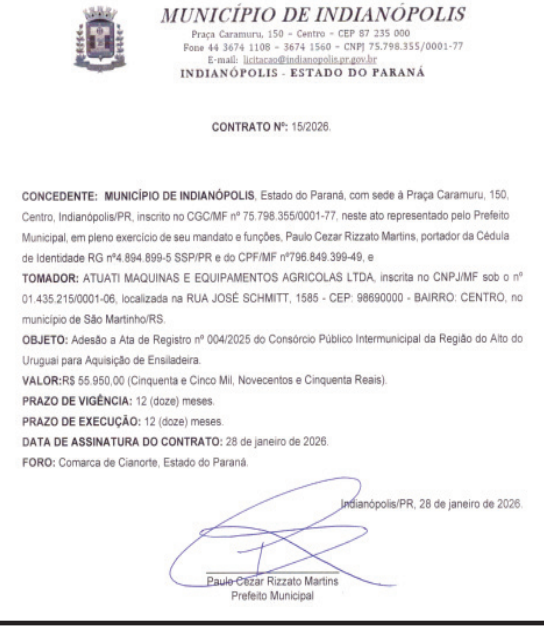 MUNICÍPIO DE INDIANÓPOLIS
Praça Caramuru, 150 - Centro - CEP 87 235 000
Fone 44 3674 1108 - 3674 1560 - CNPJ 75.798.355/0001-77
E-mail: licitacao@indianopolis.pr.gov.br
INDIANÓPOLIS - ESTADO DO PARANÁ
CONTRATO Nº: 15/2026.
CONCEDENTE: MUNICÍPIO DE INDIANÓPOLIS, Estado do Paraná, com sede à Praça Caramuru, 150,
Centro, Indianópolis/PR, inscrito no CGC/MF nº 75.798.355/0001-77, neste ato representado pelo Prefeito
Municipal, em pleno exercício de seu mandato e funções, Paulo Cezar Rizzato Martins, portador da Cédula
de Identidade RG nº4.894.899-5 SSP/PR e do CPF/MF nº796.849.399-49, e
TOMADOR: ATUATI MAQUINAS E EQUIPAMENTOS AGRICOLAS LTDA, inscrita no CNPJ/MF sob o nº
01.435.215/0001-06, localizada na RUA JOSÉ SCHMITT, 1585 - CEP: 98690000 - BAIRRO: CENTRO, no
município de São Martinho/RS.
OBJETO: Adesão a Ata de Registro nº 004/2025 do Consórcio Público Intermunicipal da Região do Alto do
Uruguai para Aquisição de Ensiladeira.
VALOR:R$ 55.950,00 (Cinquenta e Cinco Mil, Novecentos e Cinquenta Reais).
PRAZO DE VIGÊNCIA: 12 (doze) meses.
PRAZO DE EXECUÇÃO: 12 (doze) meses.
DATA DE ASSINATURA DO CONTRATO: 28 de janeiro de 2026.
FORO: Comarca de Cianorte, Estado do Paraná.
Indianópolis/PR, 28 de janeiro de 2026.
Paulo Cezar Rizzato Martins
Prefeito Municipal